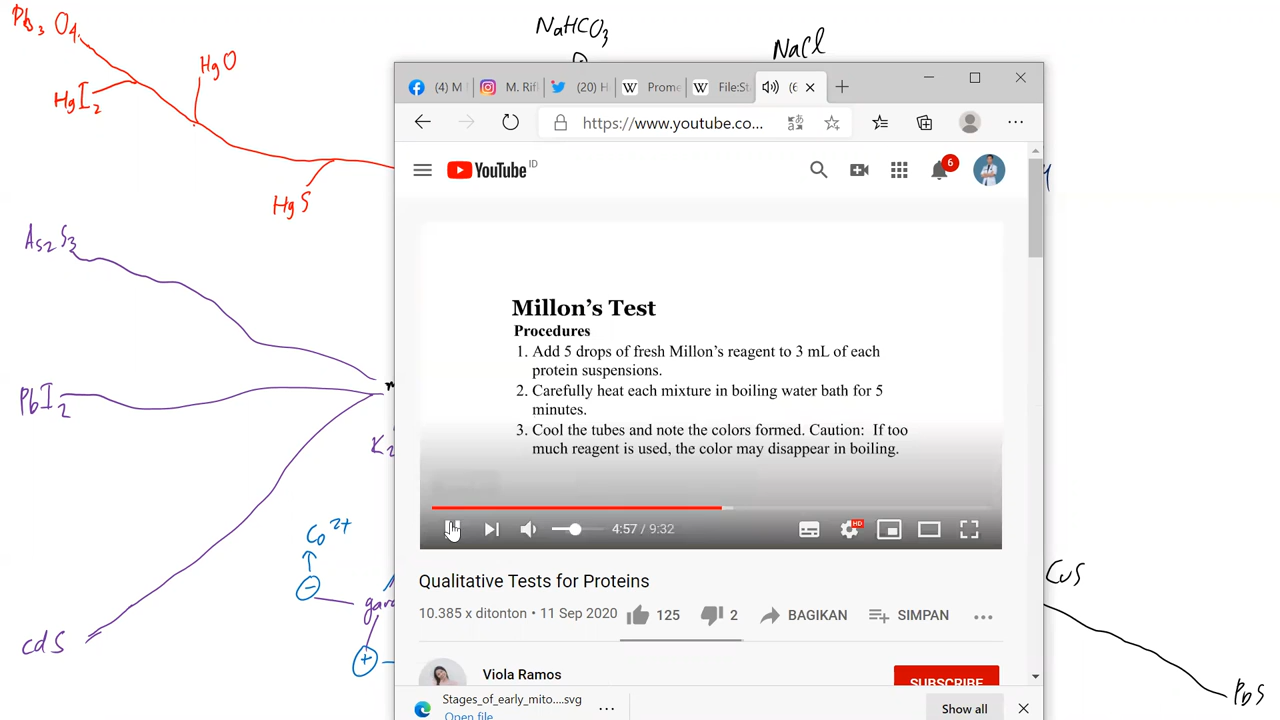 Pb3 O4
HgI2
HgO
HgS
NaHCO3
NaCl
As2S3
PbI2
CdS
Co2+
CuS
PbS
(4) M
M. Rif
(20) H
Prome
File:St
(6
https://www.youtube.co...
YouTube ID
6
Millon's Test
Procedures
1. Add 5 drops of fresh Millon's reagent to 3 mL of each
protein suspensions.
2. Carefully heat each mixture in boiling water bath for 5
minutes.
3. Cool the tubes and note the colors formed. Caution: If too
much reagent is used, the color may disappear in boiling.
4:57 / 9:32
HD
Qualitative Tests for Proteins
10.385 x ditonton • 11 Sep 2020
125
2
BAGIKAN
SIMPAN
Viola Ramos
SUBSCRIBE
Stages_of_early_mito....svg
Open file
Show all